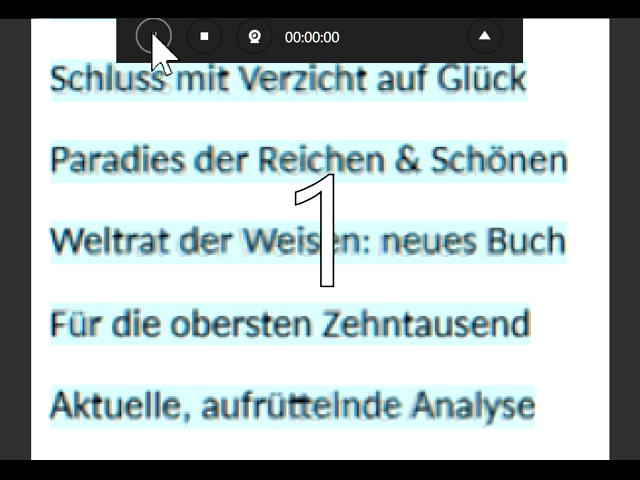 00:00:00
Schluss mit Verzicht auf Glück
Paradies der Reichen & Schönen
1
Weltrat der Weisen: neues Buch
Für die obersten Zehntausend
Aktuelle, aufrüttelnde Analyse